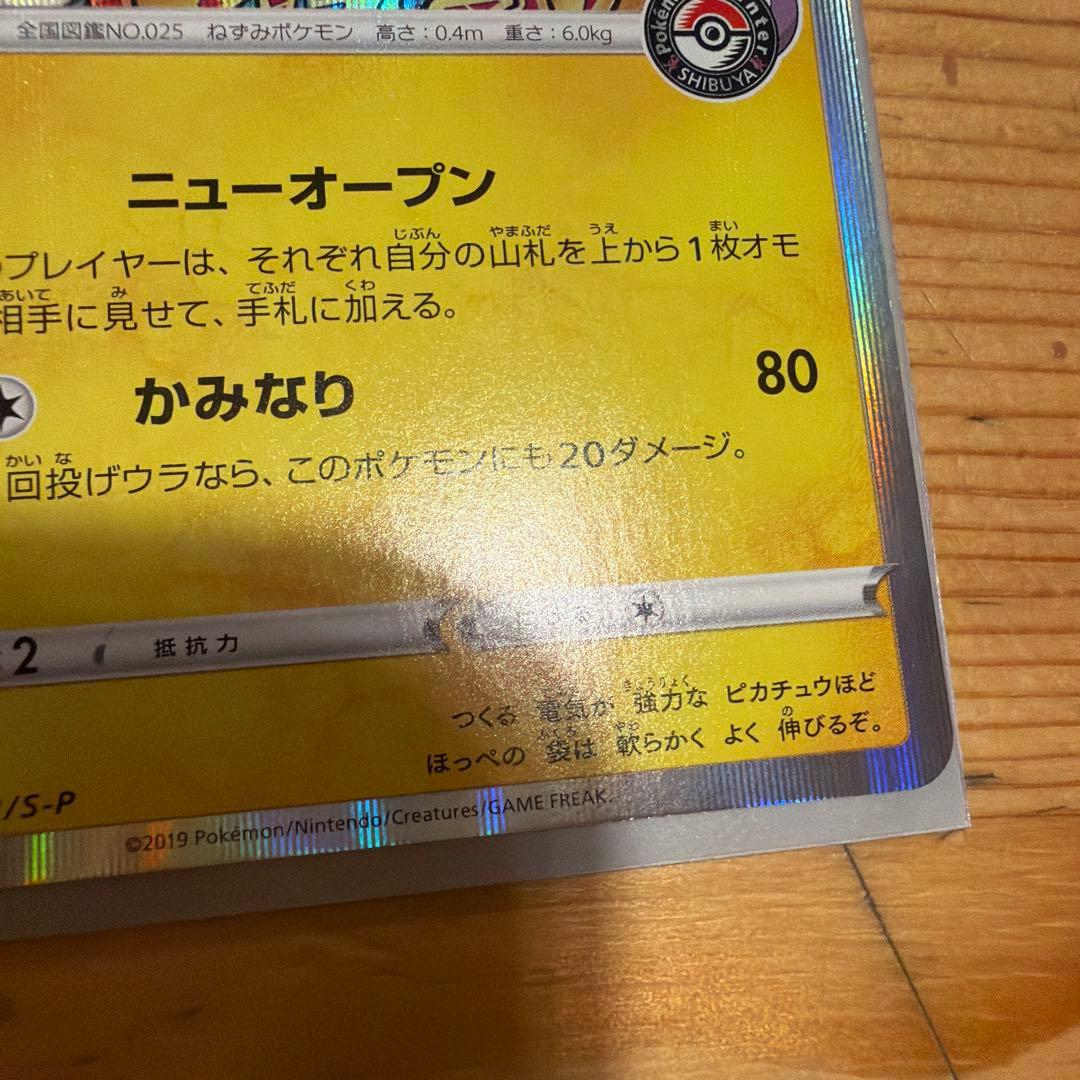 全国図鑑NO.025 ねずみポケモン 高さ:0.4m 重さ:6.0kg
SHIBUYA
ニューオープン
プレイヤーは、それぞれ自分の山札を上から1枚オモ
相手に見せて、手札に加える。
かみなり 80
回投げウラなら、このポケモンにも20ダメージ。
2 抵抗力
つくる 電気が 強力な ピカチュウほど
ほっぺの 袋は 軟らかく よく 伸びるぞ。
/S-P
©2019 Pokémon/Nintendo/Creatures/GAME FREAK.